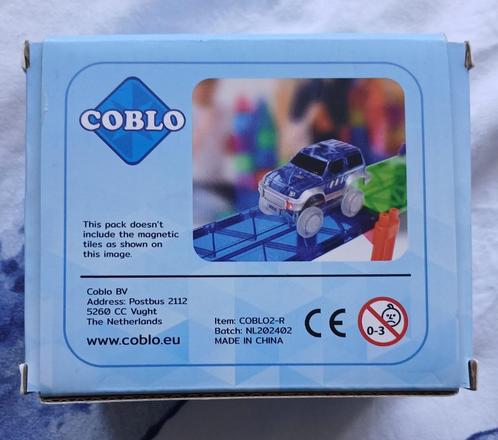 COBLO
This pack doesn't
include the magnetic
tiles as shown on
this image.
Coblo BV
Address: Postbus 2112
5260 CC Vught
The Netherlands
www.coblo.eu
Item: COBLO2-R
Batch: NL202402
MADE IN CHINA
CE
0-3